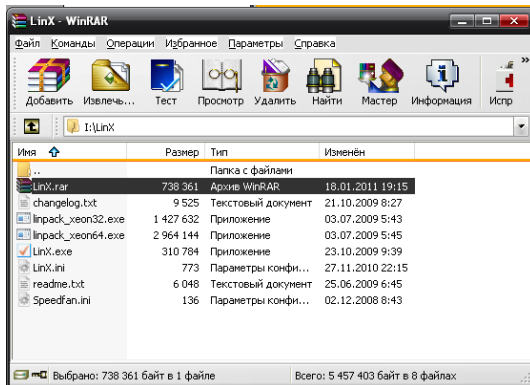 LinX - WinRAR
Файл Команды Операции Избранное Параметры Справка
Добавить Извлечь... Тест Просмотр Удалить Найти Мастер Информация Испр
I:\LinX
Имя Размер Тип Изменён
.. Папка с файлами
LinX.rar 738 361 Архив WinRAR 18.01.2011 19:15
changelog.txt 9 525 Текстовый документ 21.10.2009 8:27
linpack_xeon32.exe 1 427 632 Приложение 03.07.2009 5:43
linpack_xeon64.exe 2 964 144 Приложение 03.07.2009 5:45
LinX.exe 310 784 Приложение 23.10.2009 9:39
LinX.ini 773 Параметры конфи... 27.11.2010 22:15
readme.txt 6 048 Текстовый документ 25.06.2009 6:45
Speedfan.ini 136 Параметры конфи... 02.12.2008 8:43
Выбрано: 738 361 байт в 1 файле Всего: 5 457 403 байт в 8 файлах